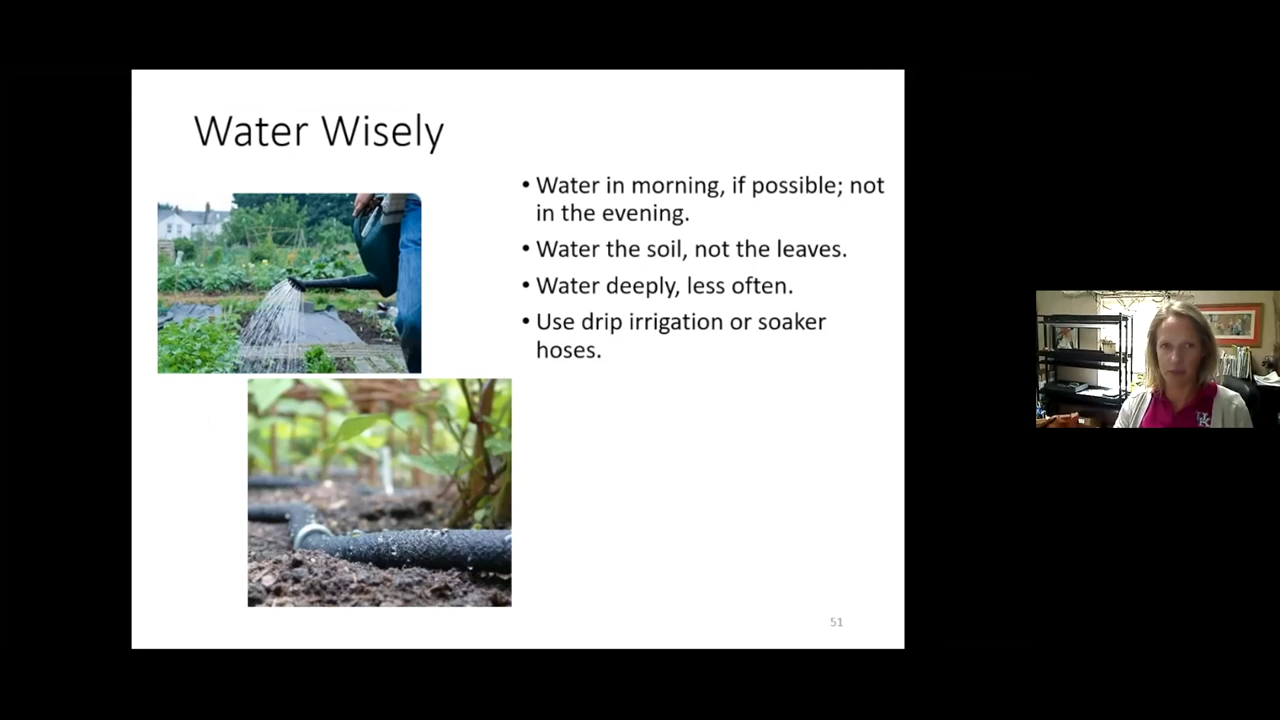 Water Wisely
• Water in morning, if possible; not
in the evening.
• Water the soil, not the leaves.
• Water deeply, less often.
• Use drip irrigation or soaker
hoses.
UK
51